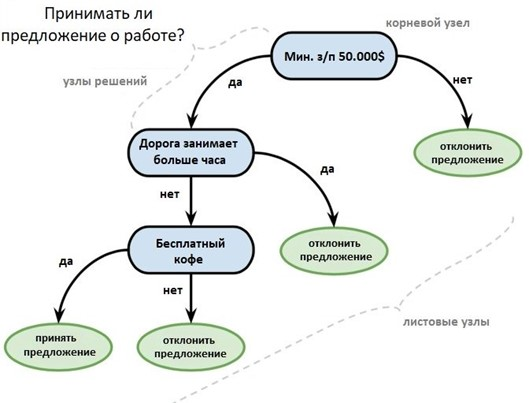 Принимать ли
предложение о работе?
корневой узел
Мин. з/п 50.000$
узлы решений
да
нет
отклонить
предложение
Дорога занимает
больше часа
да
нет
Бесплатный
кофе
отклонить
предложение
да
нет
листовые узлы
принять
предложение
отклонить
предложение